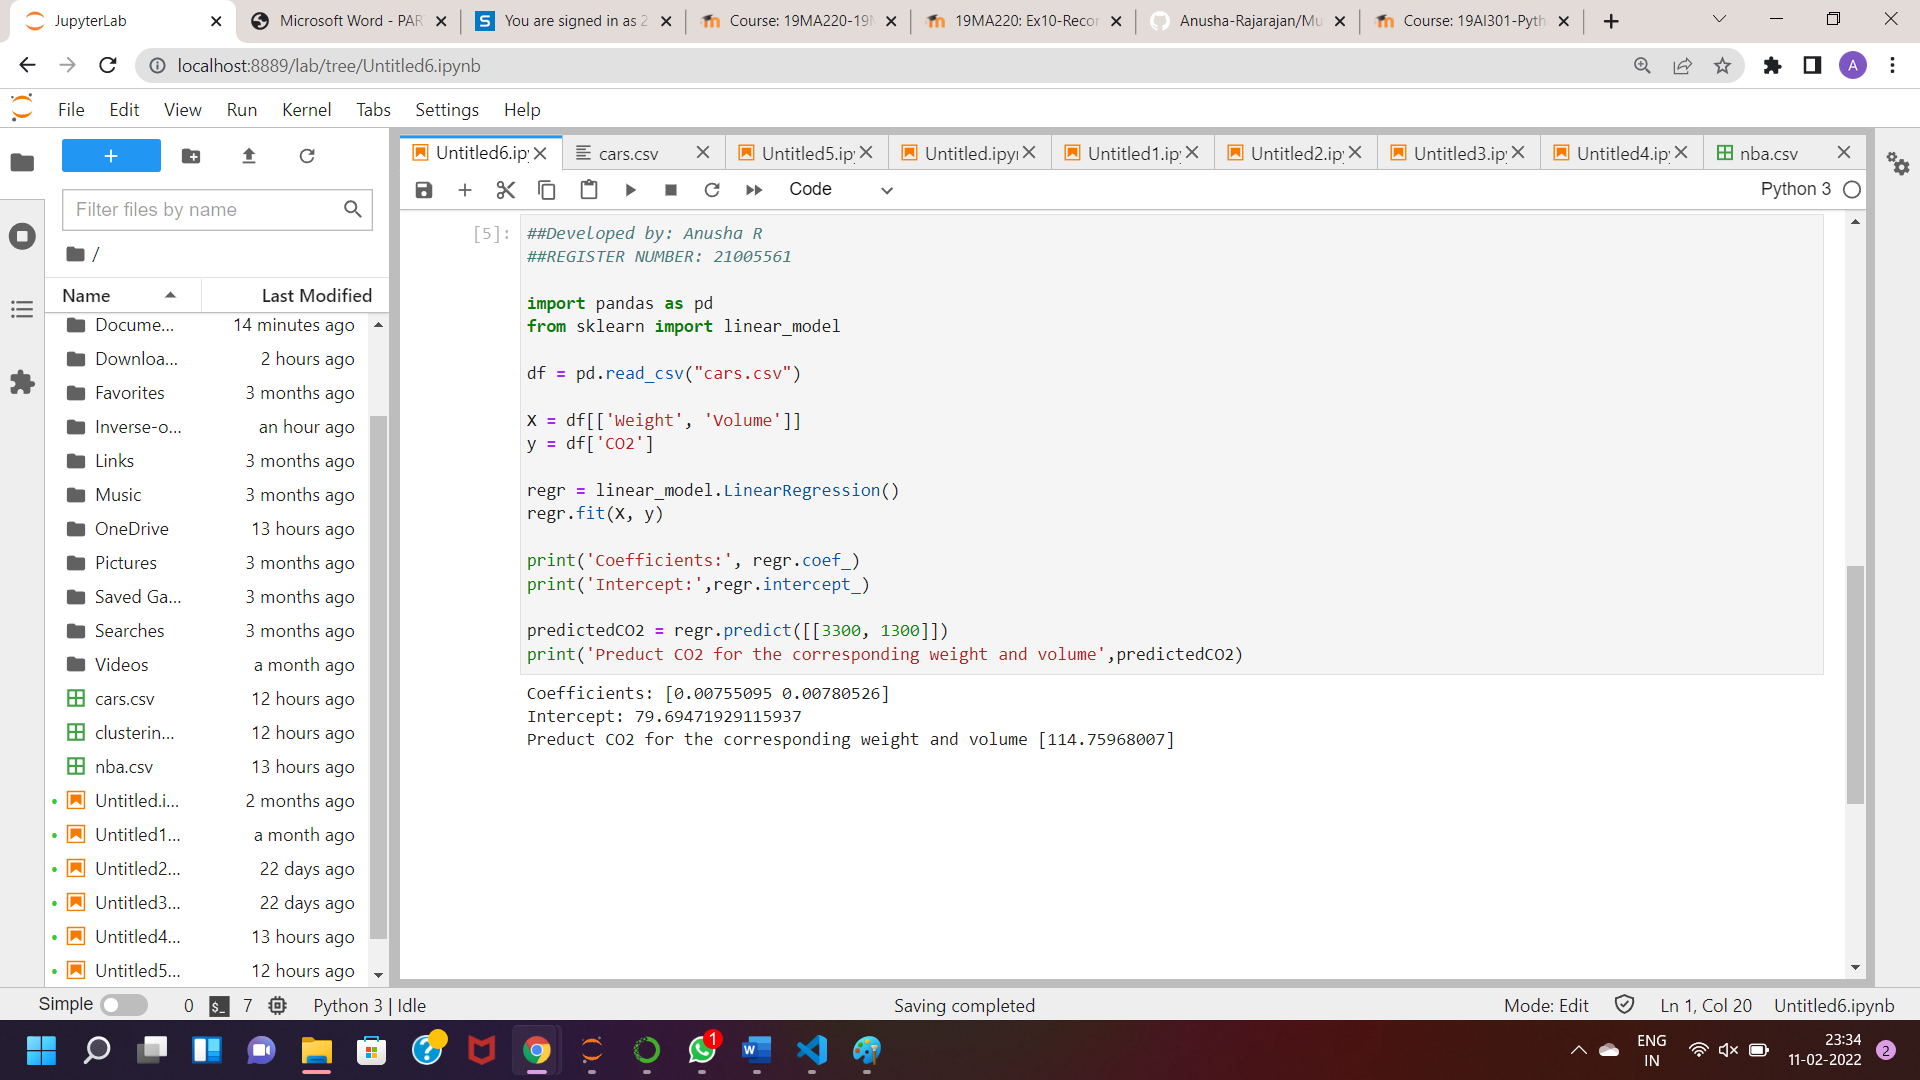 JupyterLab
Microsoft Word - PAR
You are signed in as 2
Course: 19MA220-19M
19MA220: Ex10-Recor
Anusha-Rajarajan/Mu
Course: 19AI301-Pyth
localhost:8889/lab/tree/Untitled6.ipynb
A
File Edit View Run Kernel Tabs Settings Help
Untitled6.ipy
cars.csv
Untitled5.ipy
Untitled.ipyn
Untitled1.ipy
Untitled2.ipy
Untitled3.ipy
Untitled4.ipy
nba.csv
Code
Python 3
Filter files by name
/
Name Last Modified
Docume... 14 minutes ago
Downloa... 2 hours ago
Favorites 3 months ago
Inverse-o... an hour ago
Links 3 months ago
Music 3 months ago
OneDrive 13 hours ago
Pictures 3 months ago
Saved Ga... 3 months ago
Searches 3 months ago
Videos a month ago
cars.csv 12 hours ago
clusterin... 12 hours ago
nba.csv 13 hours ago
Untitled.i... 2 months ago
Untitled1... a month ago
Untitled2... 22 days ago
Untitled3... 22 days ago
Untitled4... 13 hours ago
Untitled5... 12 hours ago
[5]:
##Developed by: Anusha R
##REGISTER NUMBER: 21005561
import pandas as pd
from sklearn import linear_model
df = pd.read_csv("cars.csv")
X = df[['Weight', 'Volume']]
y = df['CO2']
regr = linear_model.LinearRegression()
regr.fit(X, y)
print('Coefficients:', regr.coef_)
print('Intercept:',regr.intercept_)
predictedCO2 = regr.predict([[3300, 1300]])
print('Preduct CO2 for the corresponding weight and volume',predictedCO2)
Coefficients: [0.00755095 0.00780526]
Intercept: 79.69471929115937
Preduct CO2 for the corresponding weight and volume [114.75968007]
Simple 0 $_ 7 Python 3 | Idle Saving completed Mode: Edit Ln 1, Col 20 Untitled6.ipynb
1
ENG
IN
23:34
11-02-2022
2